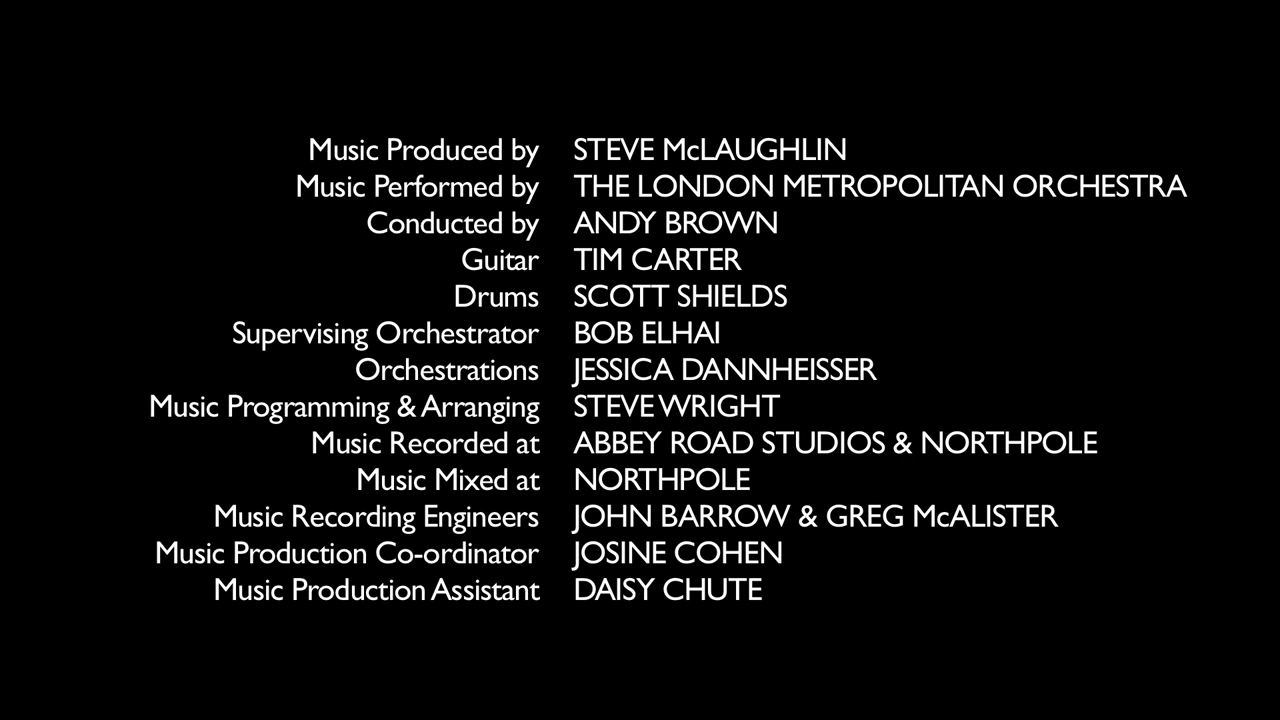 Music Produced by STEVE McLAUGHLIN
Music Performed by THE LONDON METROPOLITAN ORCHESTRA
Conducted by ANDY BROWN
Guitar TIM CARTER
Drums SCOTT SHIELDS
Supervising Orchestrator BOB ELHAI
Orchestrations JESSICA DANNHEISSER
Music Programming & Arranging STEVE WRIGHT
Music Recorded at ABBEY ROAD STUDIOS & NORTHPOLE
Music Mixed at NORTHPOLE
Music Recording Engineers JOHN BARROW & GREG McALISTER
Music Production Co-ordinator JOSINE COHEN
Music Production Assistant DAISY CHUTE